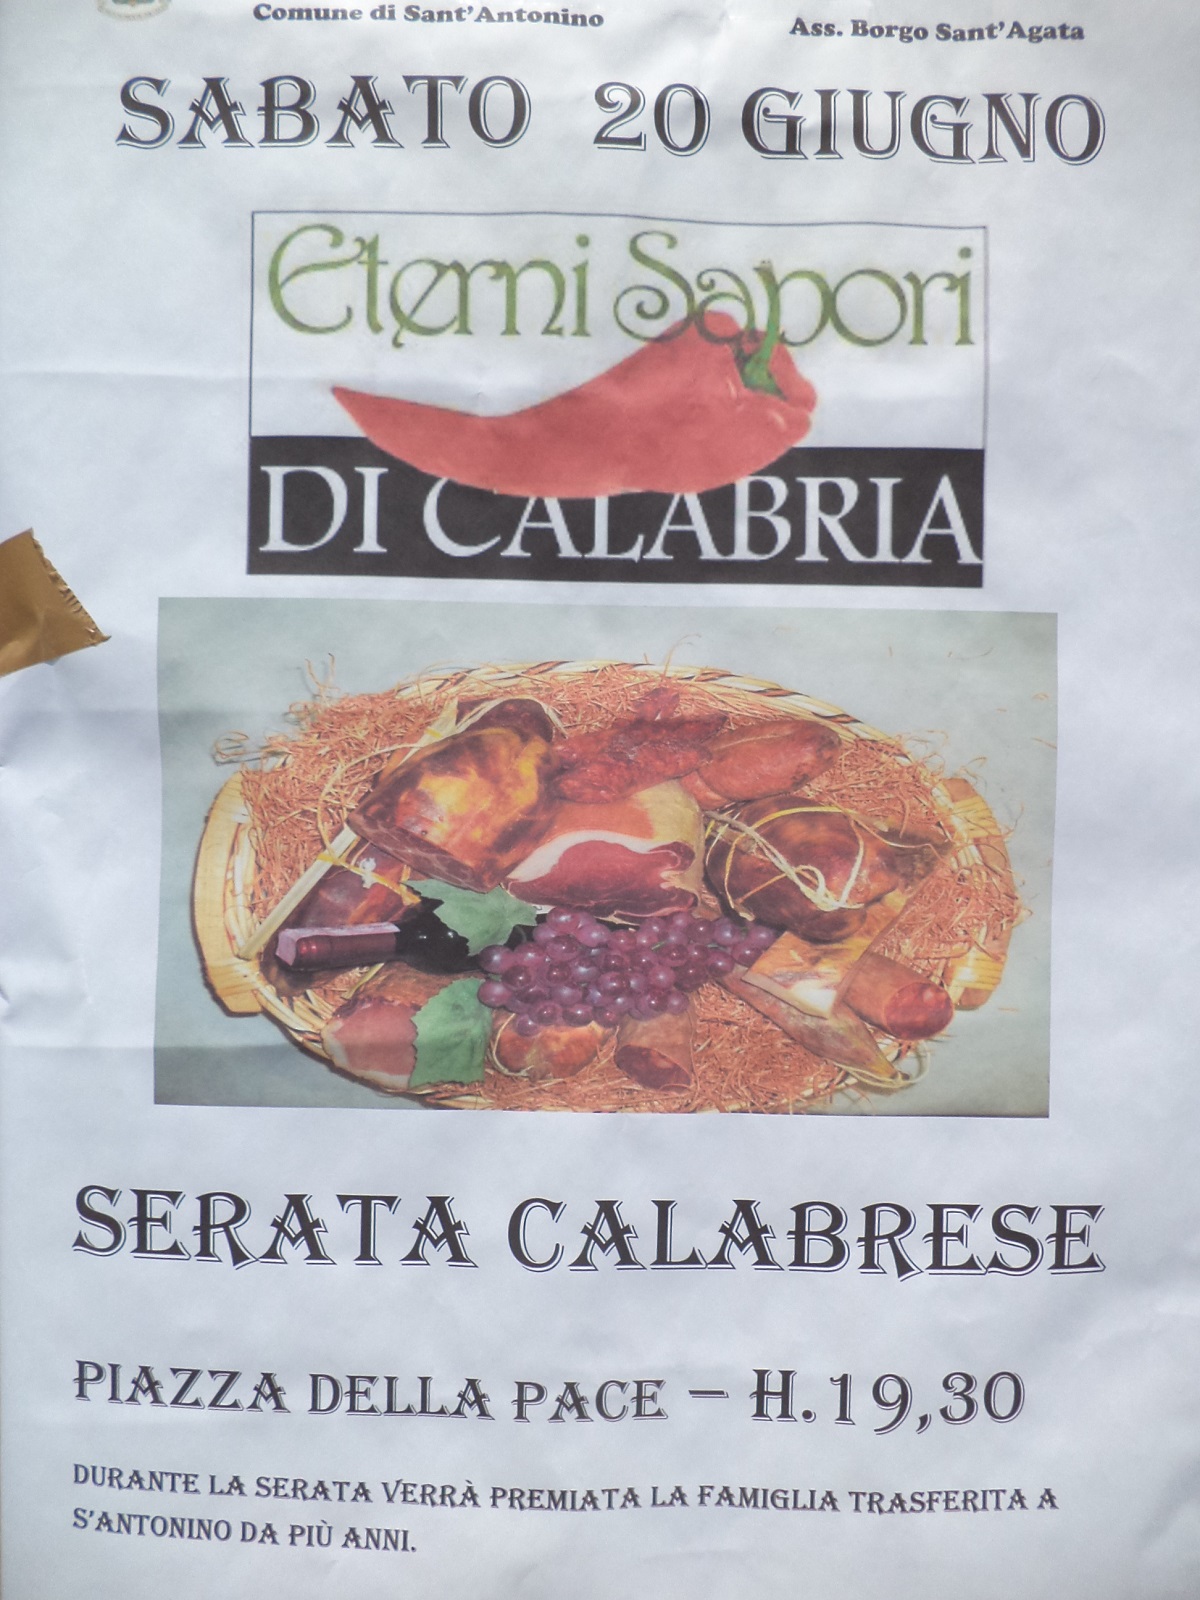 Comune di Sant'Antonino
Ass. Borgo Sant'Agata
SABATO 20 GIUGNO
Eterni Sapori
DI CALABRIA
SERATA CALABRESE
PIAZZA DELLA PACE – H.19,30
DURANTE LA SERATA VERRÀ PREMIATA LA FAMIGLIA TRASFERITA A
S'ANTONINO DA PIÙ ANNI.